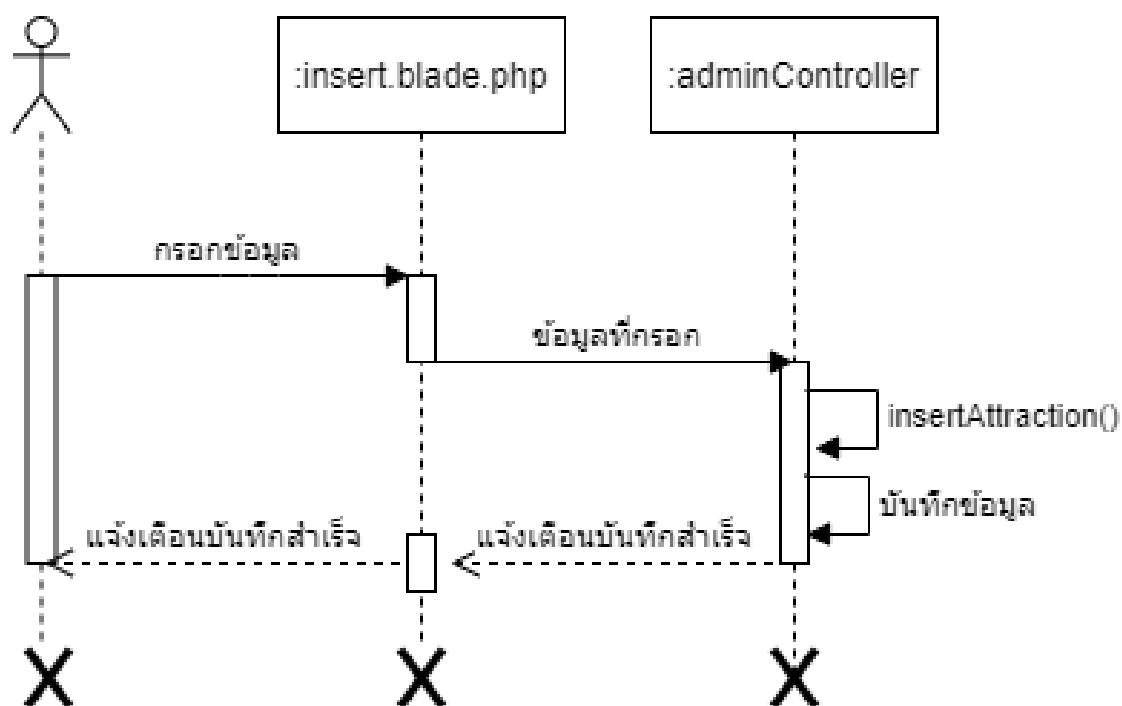 :insert.blade.php
:adminController
กรอกข้อมูล
ข้อมูลที่กรอก
insertAttraction()
บันทึกข้อมูล
แจ้งเตือนบันทึกสำเร็จ
แจ้งเตือนบันทึกสำเร็จ